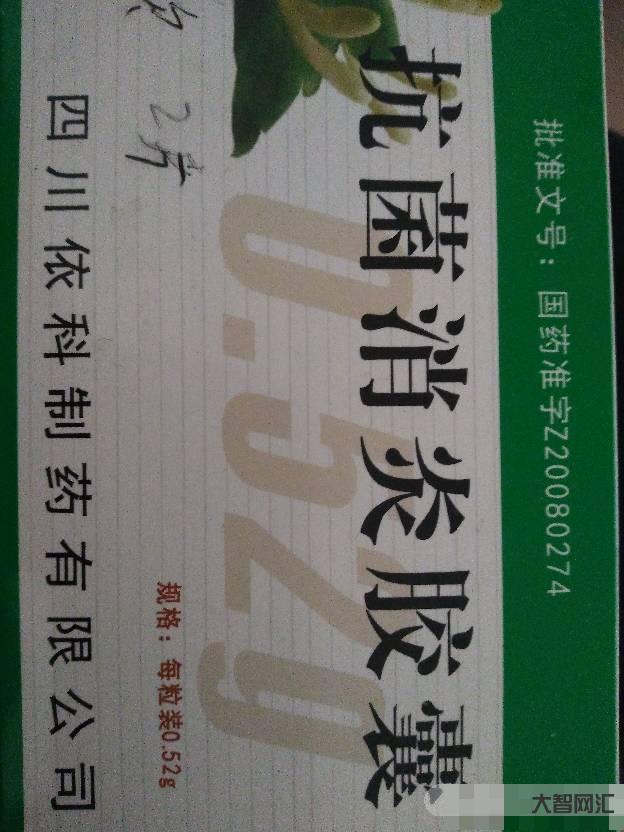 批准文号：国药准字Z20080274
抗菌消炎胶囊
0.52g
规格：每粒装0.52g
2片
四川依科制药有限公司
大智网汇